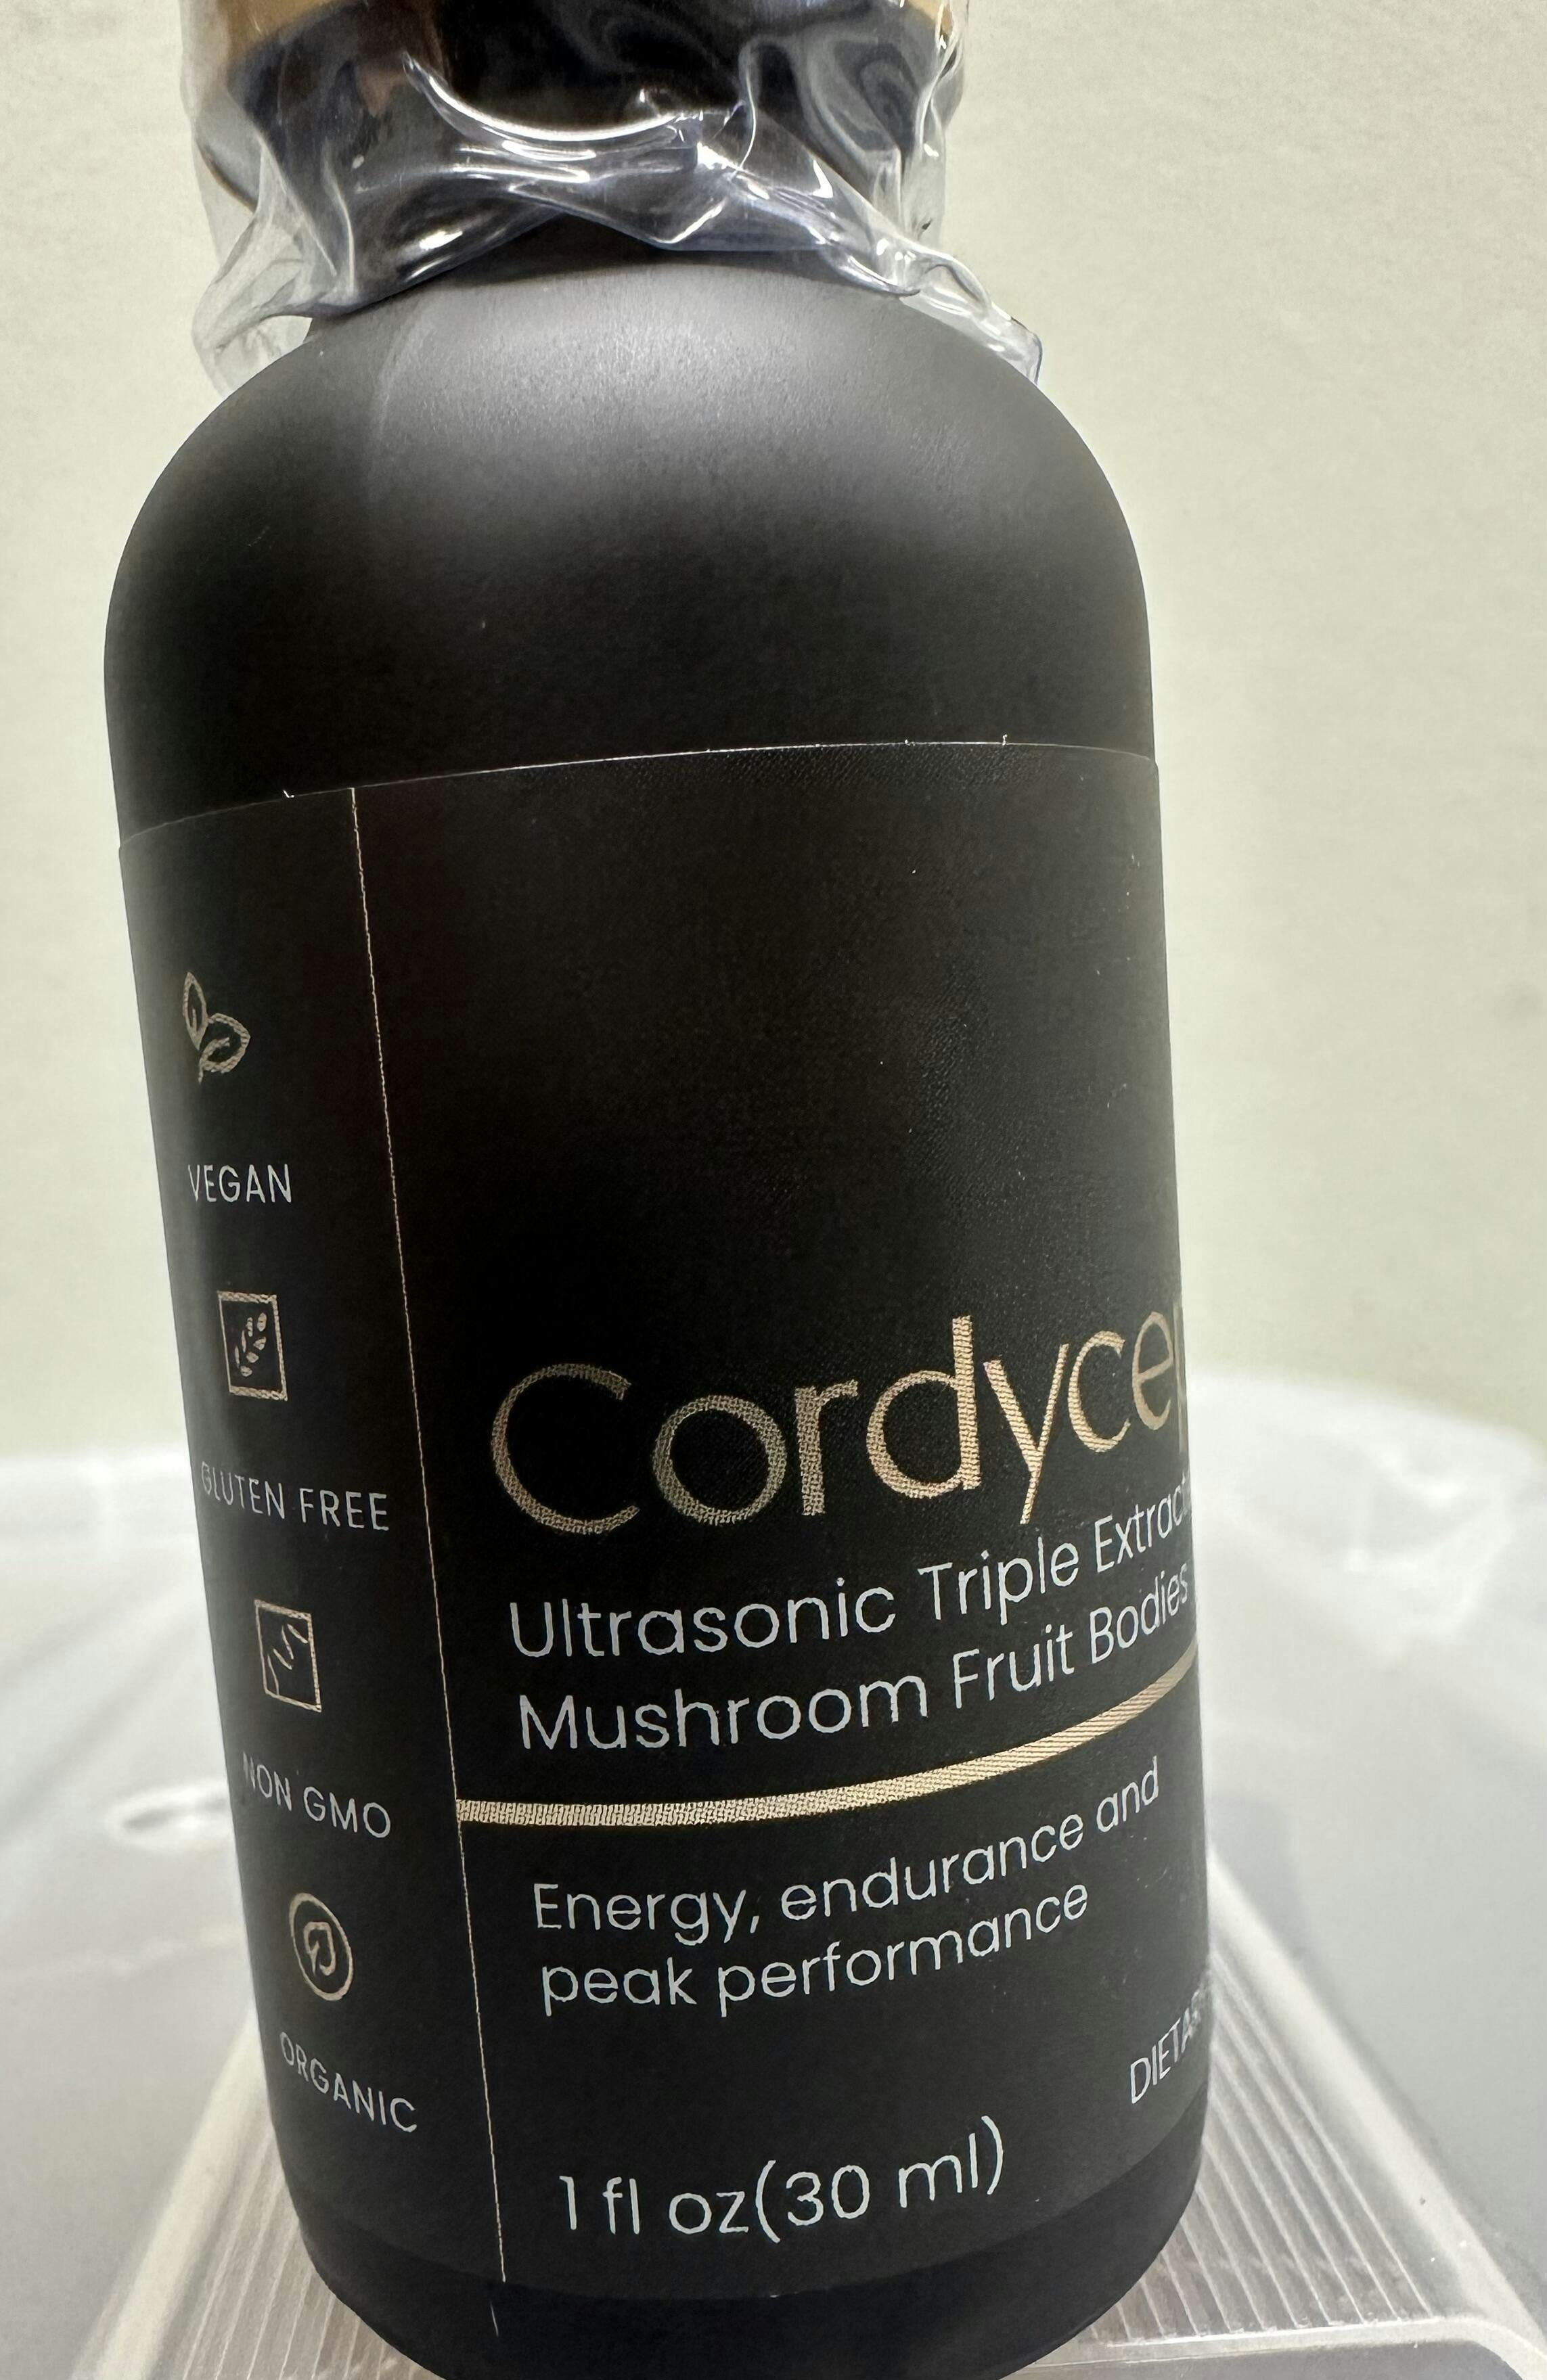 VEGAN
GLUTEN FREE
NON GMO
ORGANIC
Cordycep
Ultrasonic Triple Extract
Mushroom Fruit Bodies
Energy, endurance and
peak performance
DIETA
1 fl oz(30 ml)